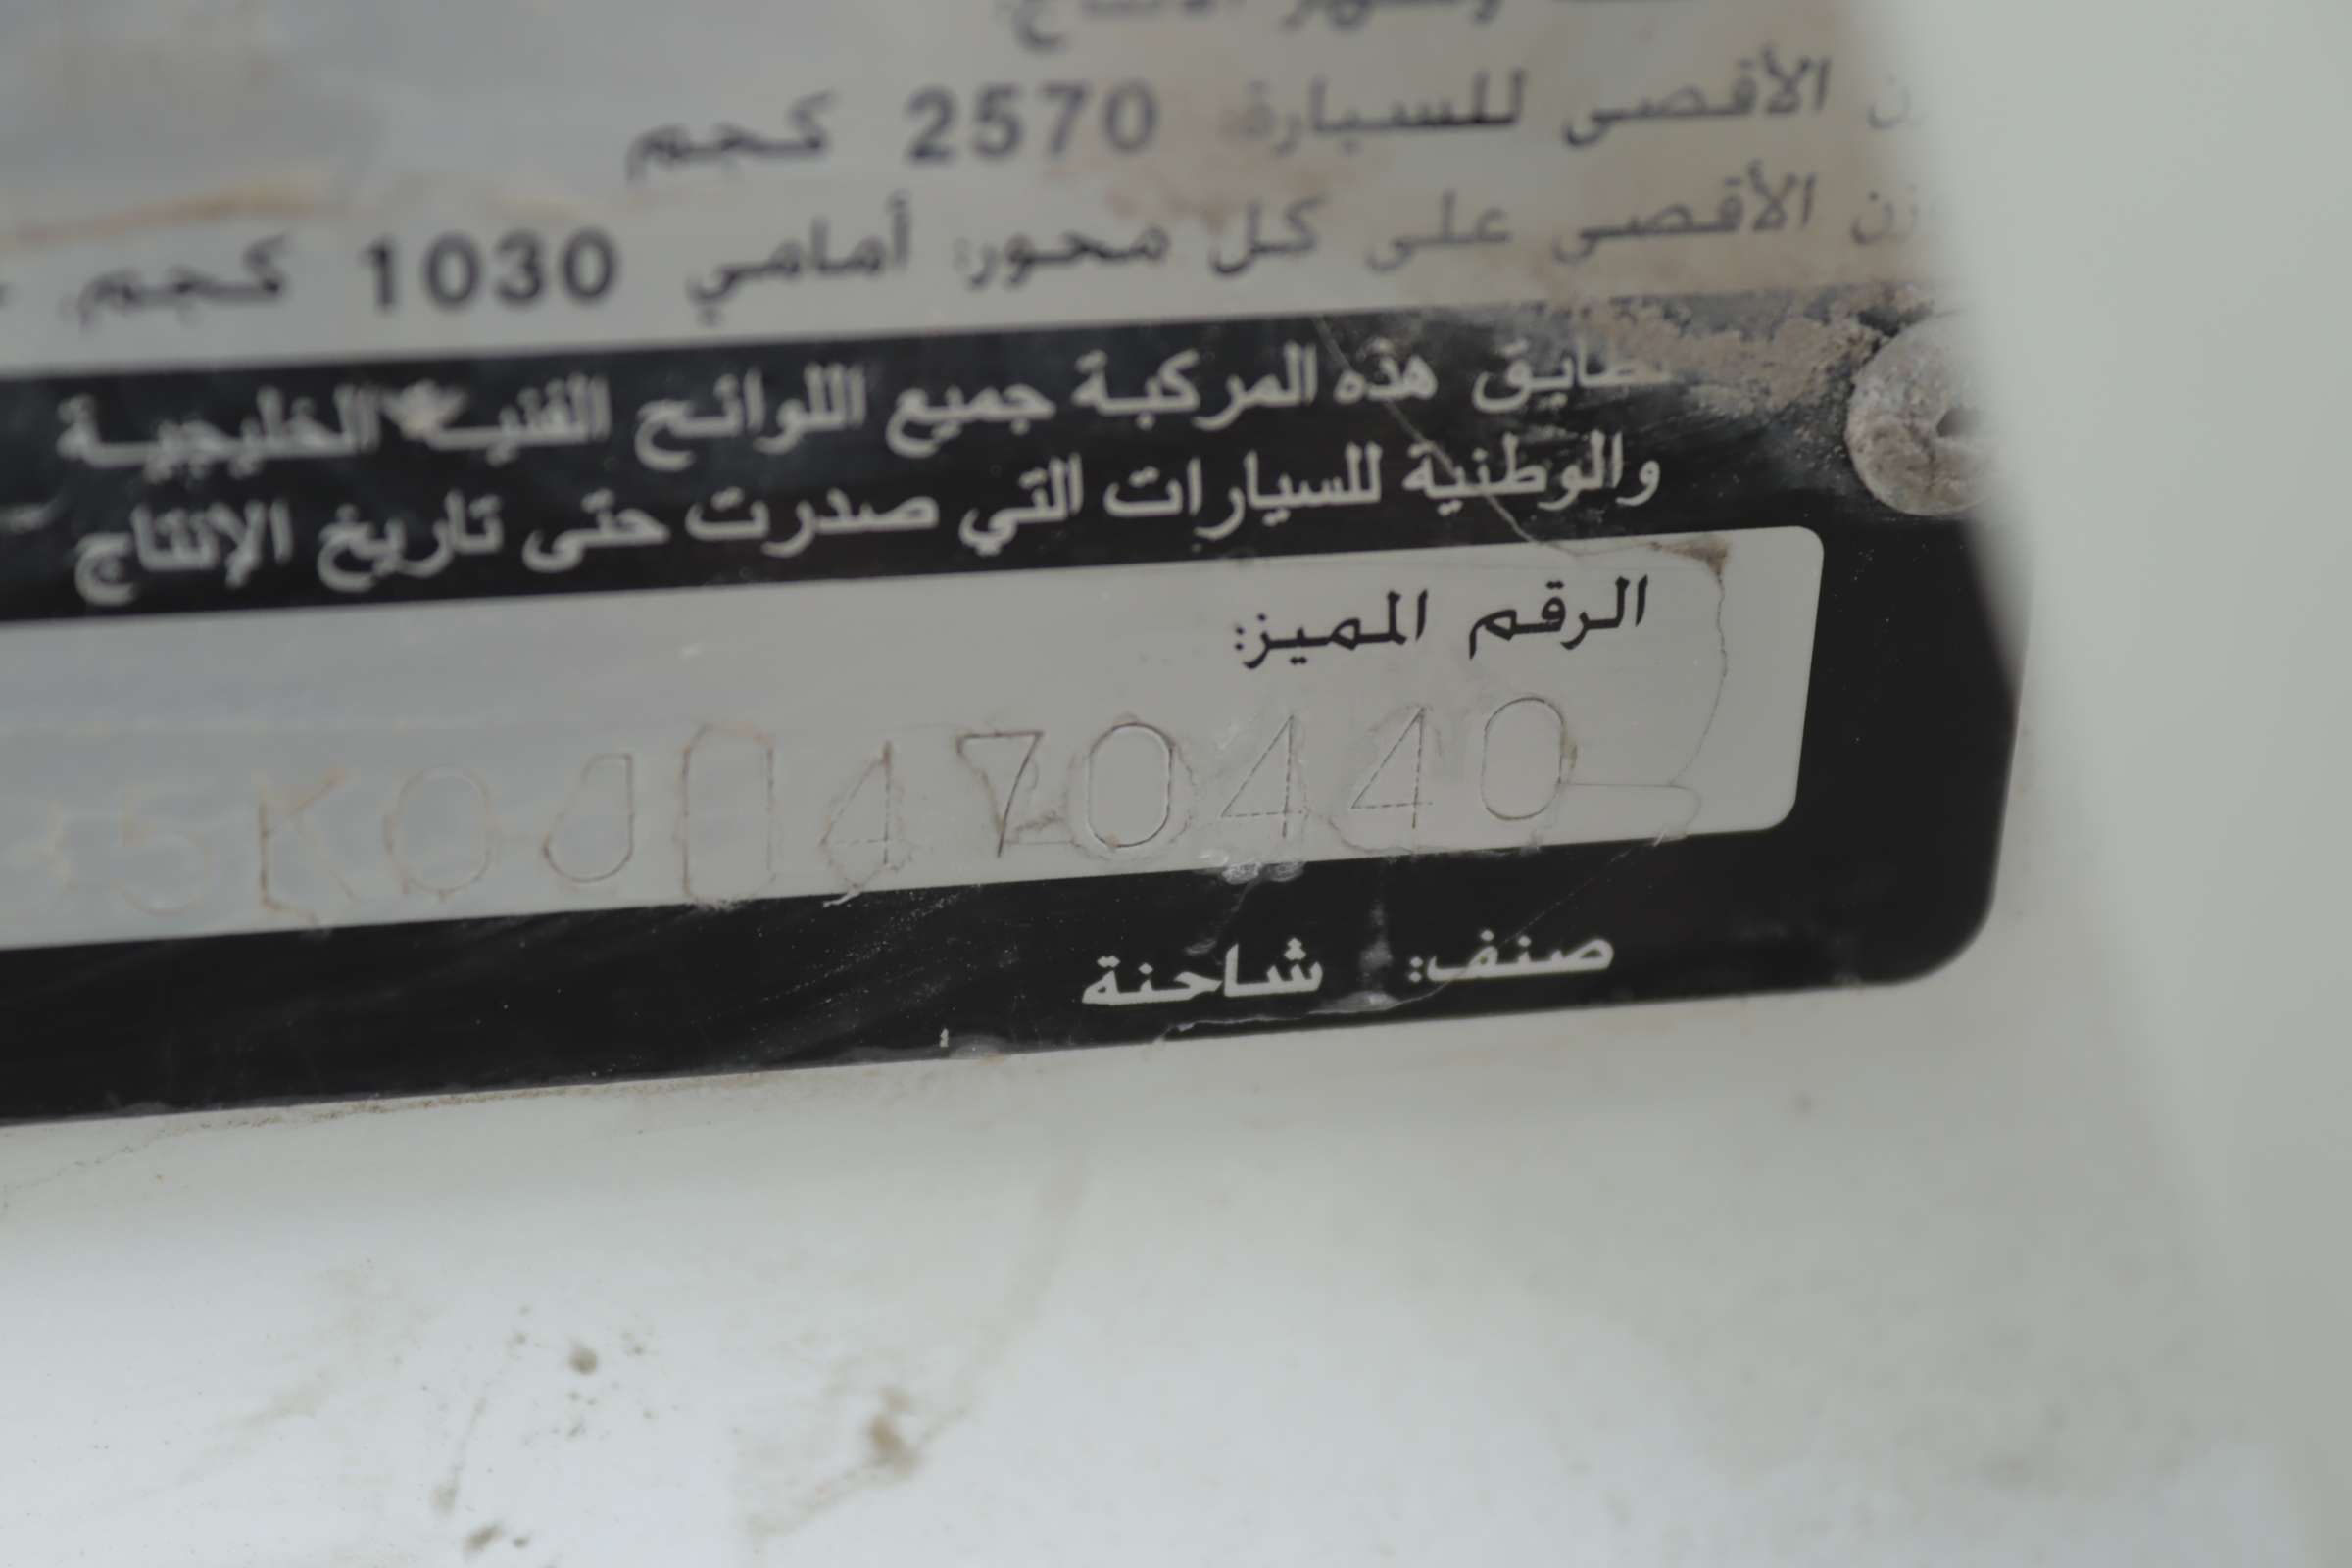 الأقصى للسيارة 2570 كجم
الأقصى على كل محور: أمامي 1030 كجم
هذه المركبة جميع اللوائح الفنية الخليجية
والوطنية للسيارات التي صدرت حتى تاريخ الإنتاج
الرقم المميز:
35K0J0470440
صنف: شاحنة